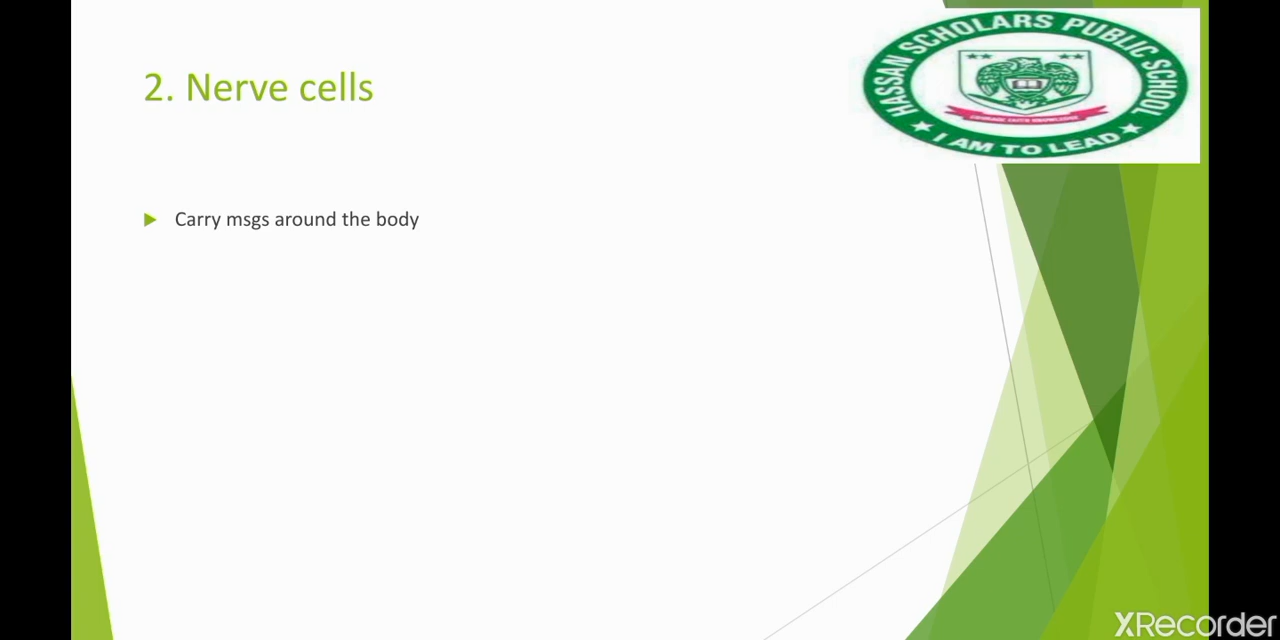 2. Nerve cells
HASSAN SCHOLARS PUBLIC SCHOOL
★ I AM TO LEAD ★
Carry msgs around the body
XRecorder